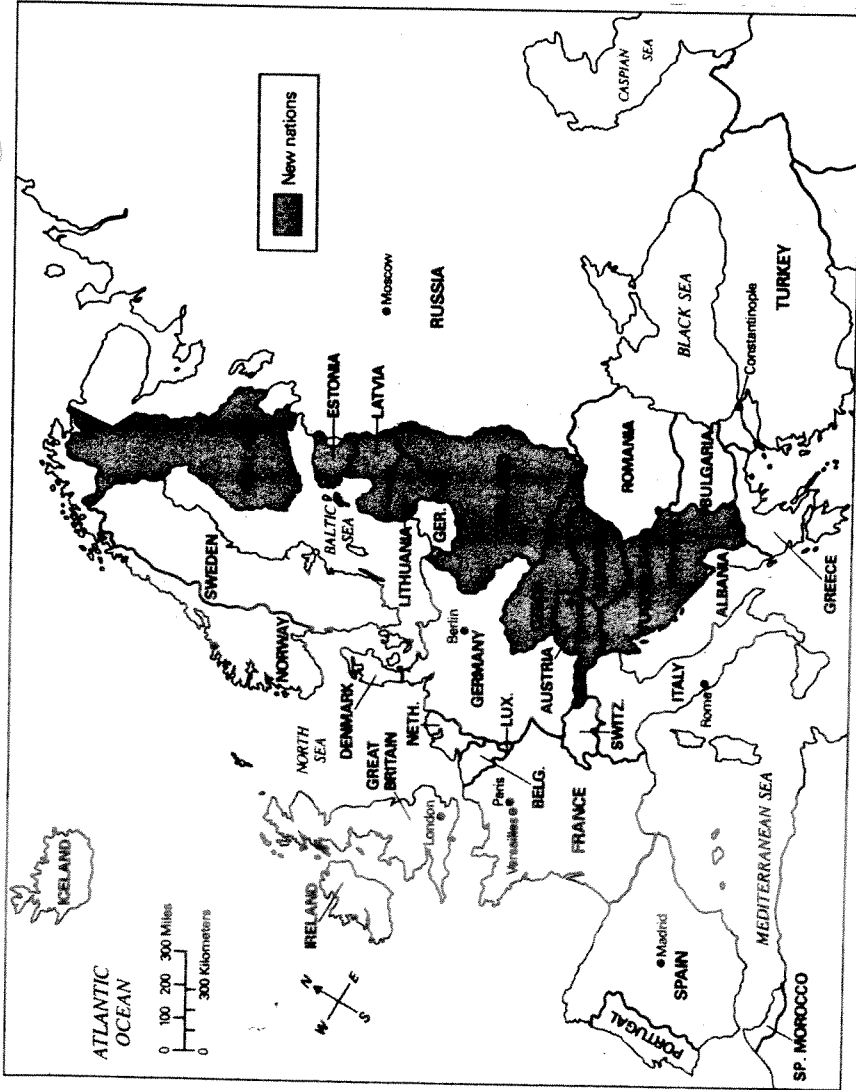 ICELAND
ATLANTIC
OCEAN
0 100 200 300 Miles
0 300 Kilometers
N
E
S
W
IRELAND
GREAT
BRITAIN
London
NORTH
SEA
NORWAY
SWEDEN
DENMARK
NETH.
BELG.
LUX.
Paris
Versailles
FRANCE
GERMANY
Berlin
GER.
BALTIC
SEA
LITHUANIA
ESTONIA
LATVIA
RUSSIA
Moscow
New nations
AUSTRIA
SWITZ.
ITALY
Rome
ALBANIA
GREECE
BULGARIA
ROMANIA
BLACK SEA
Constantinople
TURKEY
CASPIAN
SEA
MEDITERRANEAN SEA
SPAIN
Madrid
PORTUGAL
SP. MOROCCO